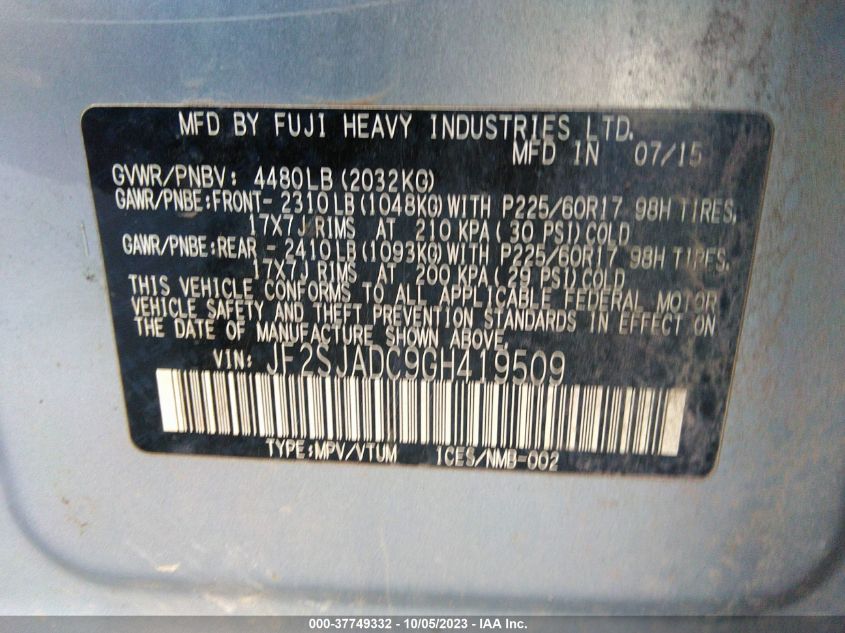 MFD BY FUJI HEAVY INDUSTRIES LTD.
MFD IN 07/15
GVWR/PNBV: 4480LB(2032KG)
GAWR/PNBE:FRONT- 2310LB(1048KG)WITH P225/60R17 98H TIRES,
17X7J RIMS AT 210 KPA(30 PSI)COLD
GAWR/PNBE:REAR - 2410LB(1093KG)WITH P225/60R17 98H TIRES,
17X7J RIMS AT 200 KPA(29 PSI)COLD
THIS VEHICLE CONFORMS TO ALL APPLICABLE FEDERAL MOTOR
VEHICLE SAFETY AND THEFT PREVENTION STANDARDS IN EFFECT ON
THE DATE OF MANUFACTURE SHOWN ABOVE.
VIN: JF2SJADC9GH419509
TYPE:MPV/VTUM ICES/NMB-002
000-37749332 - 10/05/2023 - IAA Inc.